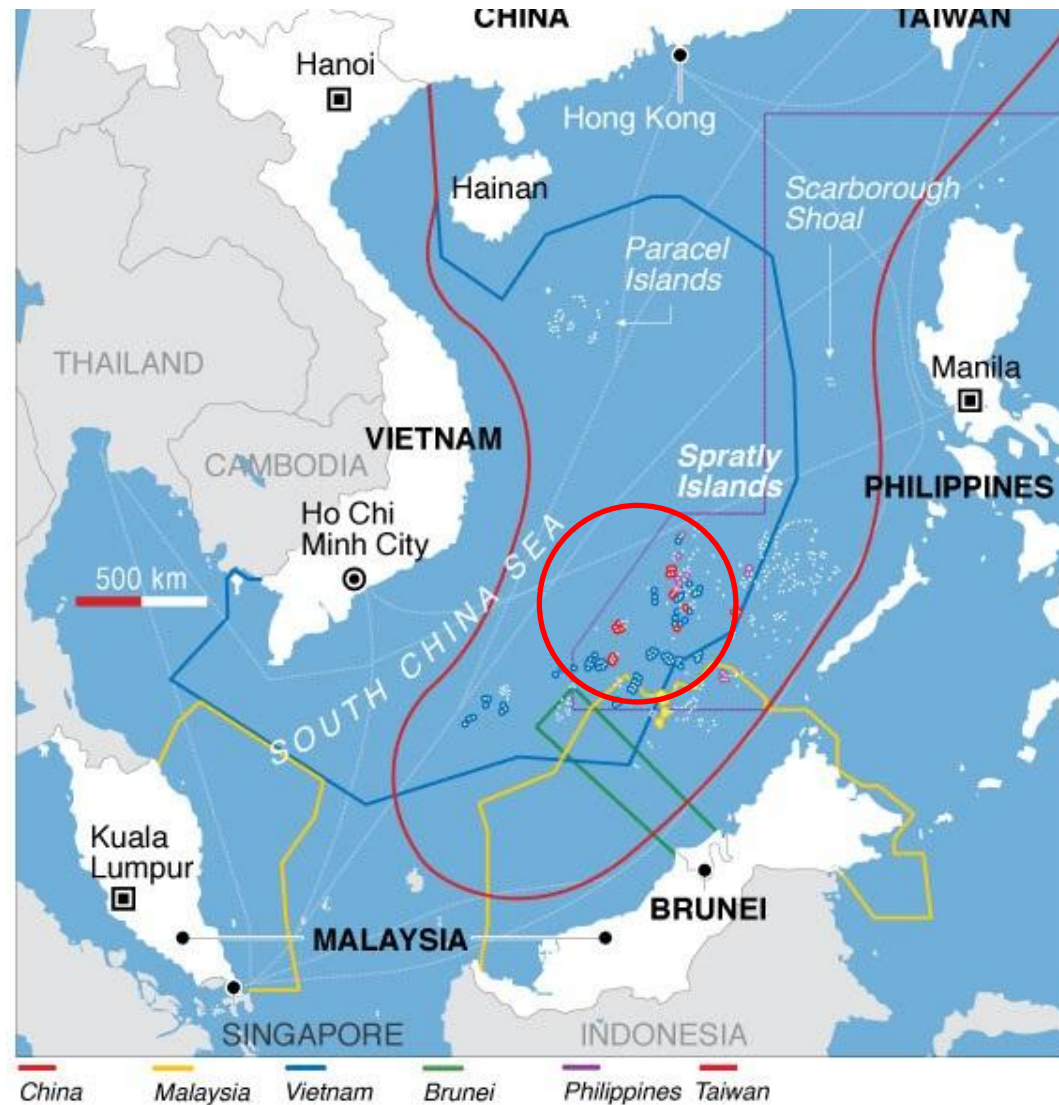 CHINA
TAIWAN
Hanoi
Hong Kong
Hainan
Scarborough
Shoal
Paracel
Islands
THAILAND
Manila
VIETNAM
CAMBODIA
Spratly
Islands
PHILIPPINES
Ho Chi
Minh City
500 km
SOUTH CHINA SEA
Kuala
Lumpur
BRUNEI
MALAYSIA
SINGAPORE
INDONESIA
China
Malaysia
Vietnam
Brunei
Philippines
Taiwan